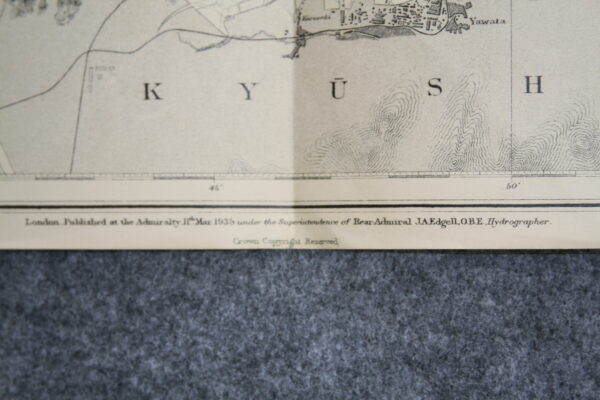 Yawata
K Y Ū S H
45'
50'
London. Published at the Admiralty, 11th Mar. 1935 under the Superintendence of Rear Admiral J.A.Edgell, O.B.E. Hydrographer.
Crown Copyright Reserved